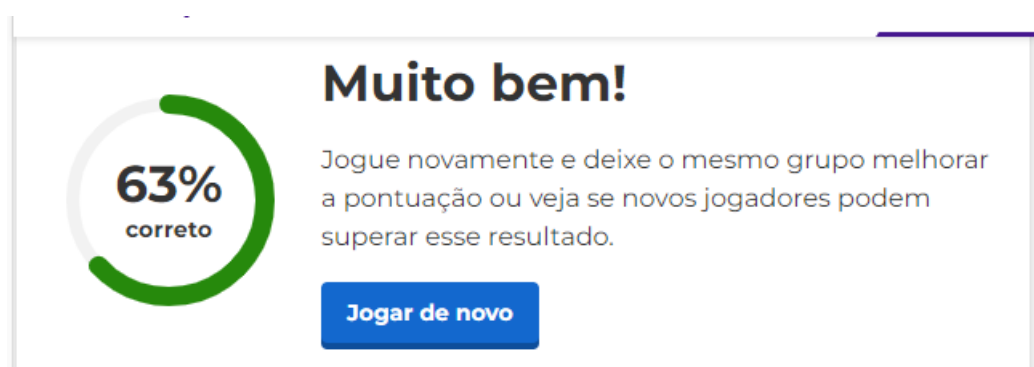 Muito bem!
63%
correto
Jogue novamente e deixe o mesmo grupo melhorar
a pontuação ou veja se novos jogadores podem
superar esse resultado.
Jogar de novo